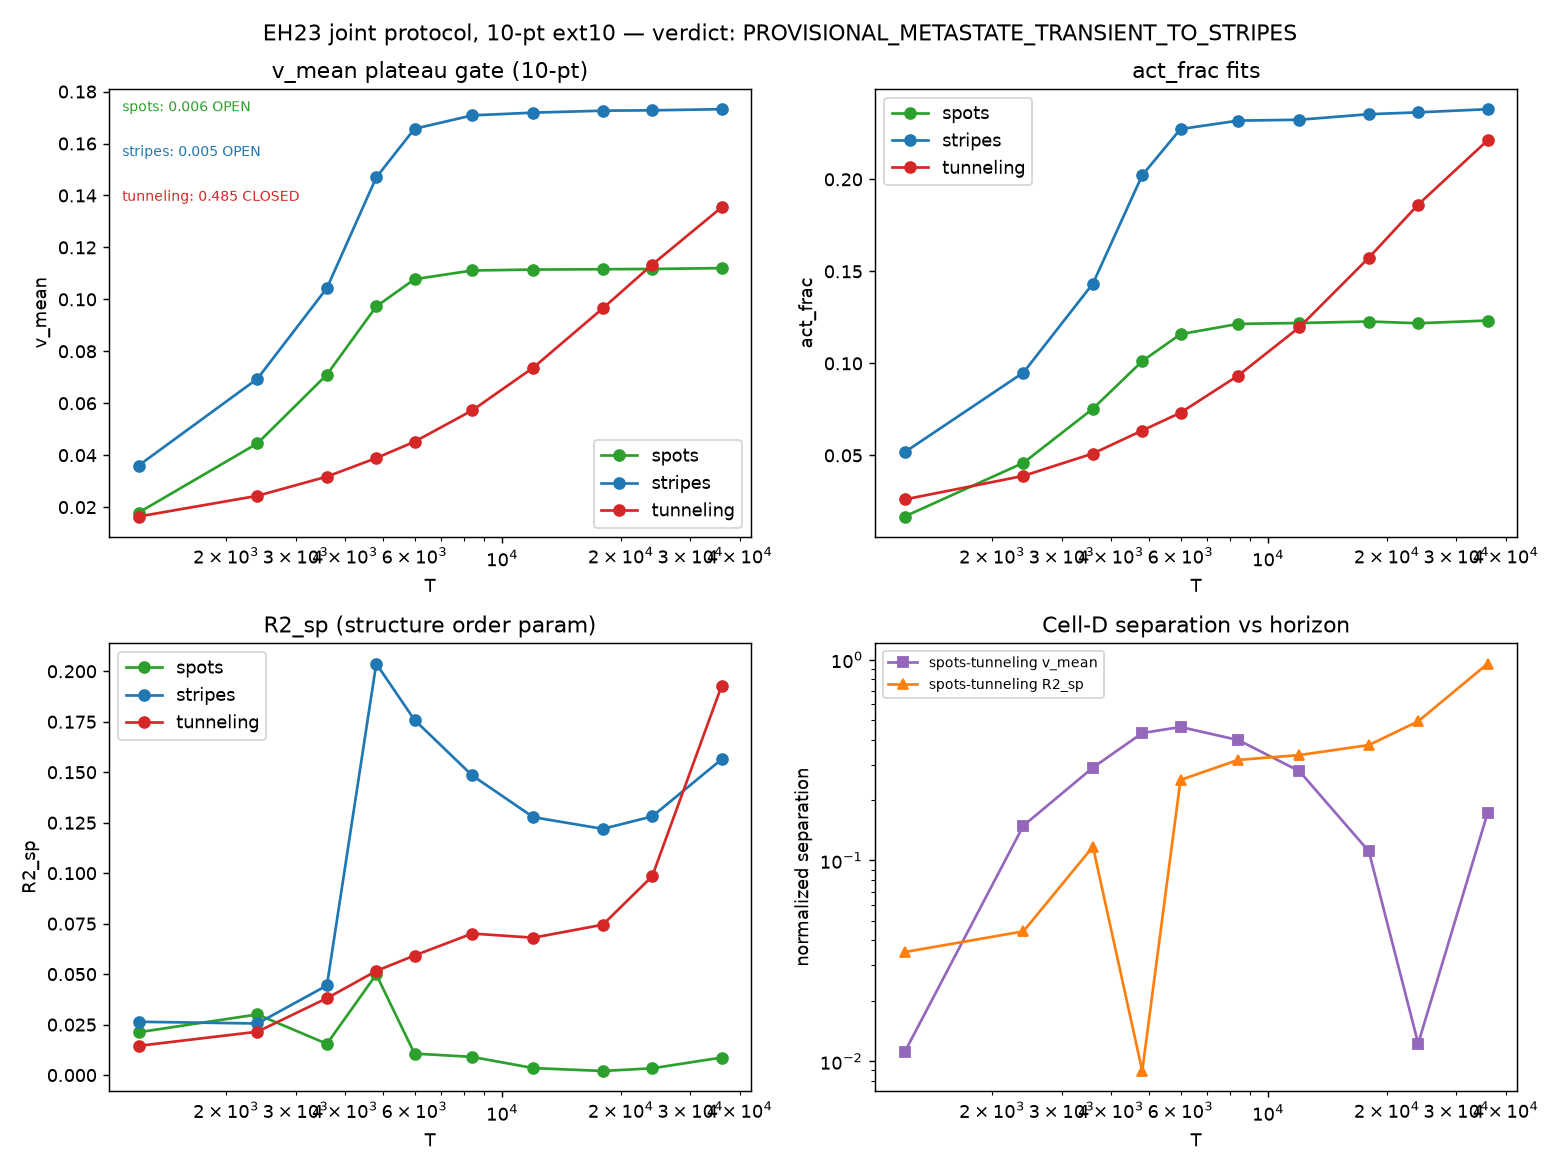 EH23 joint protocol, 10-pt ext10 — verdict: PROVISIONAL_METASTATE_TRANSIENT_TO_STRIPES
v_mean plateau gate (10-pt)
0.18
0.16
0.14
0.12
0.10
0.08
0.06
0.04
0.02
v_mean
spots: 0.006 OPEN
stripes: 0.005 OPEN
tunneling: 0.485 CLOSED
spots
stripes
tunneling
2 × 10³ 3 × 10³ 4 × 10³ 6 × 10³ 10⁴ 2 × 10⁴ 3 × 10⁴ 4 × 10⁴
T
act_frac fits
0.20
0.15
0.10
0.05
act_frac
spots
stripes
tunneling
2 × 10³ 3 × 10³ 4 × 10³ 6 × 10³ 10⁴ 2 × 10⁴ 3 × 10⁴ 4 × 10⁴
T
R2_sp (structure order param)
0.200
0.175
0.150
0.125
0.100
0.075
0.050
0.025
0.000
R2_sp
spots
stripes
tunneling
2 × 10³ 3 × 10³ 4 × 10³ 6 × 10³ 10⁴ 2 × 10⁴ 3 × 10⁴ 4 × 10⁴
T
Cell-D separation vs horizon
10⁰
10⁻¹
10⁻²
normalized separation
spots-tunneling v_mean
spots-tunneling R2_sp
2 × 10³ 3 × 10³ 4 × 10³ 6 × 10³ 10⁴ 2 × 10⁴ 3 × 10⁴ 4 × 10⁴
T